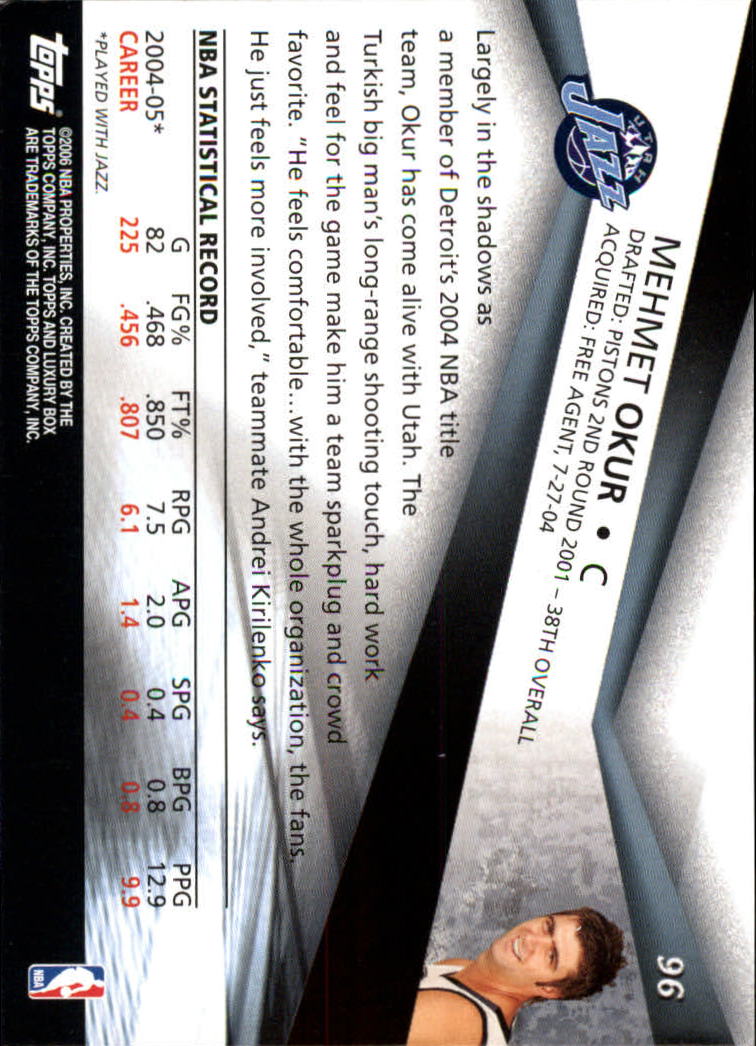 96
UTAH
JAZZ
MEHMET OKUR • C
DRAFTED: PISTONS 2ND ROUND 2001 – 38TH OVERALL
ACQUIRED: FREE AGENT, 7-27-04
Largely in the shadows as
a member of Detroit's 2004 NBA title
team, Okur has come alive with Utah. The
Turkish big man's long-range shooting touch, hard work
and feel for the game make him a team sparkplug and crowd
favorite. "He feels comfortable...with the whole organization, the fans.
He just feels more involved," teammate Andrei Kirilenko says.
NBA STATISTICAL RECORD
G FG% FT% RPG APG SPG BPG PPG
2004-05* 82 .468 .850 7.5 2.0 0.4 0.8 12.9
CAREER 225 .456 .807 6.1 1.4 0.4 0.8 9.9
*PLAYED WITH JAZZ.
topps®
©2006 NBA PROPERTIES, INC. CREATED BY THE
TOPPS COMPANY, INC. TOPPS AND LUXURY BOX
ARE TRADEMARKS OF THE TOPPS COMPANY, INC.
NBA